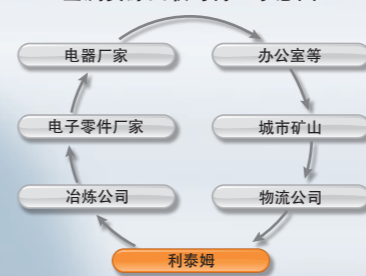 电器厂家
办公室等
电子零件厂家
城市矿山
冶炼公司
物流公司
利泰姆